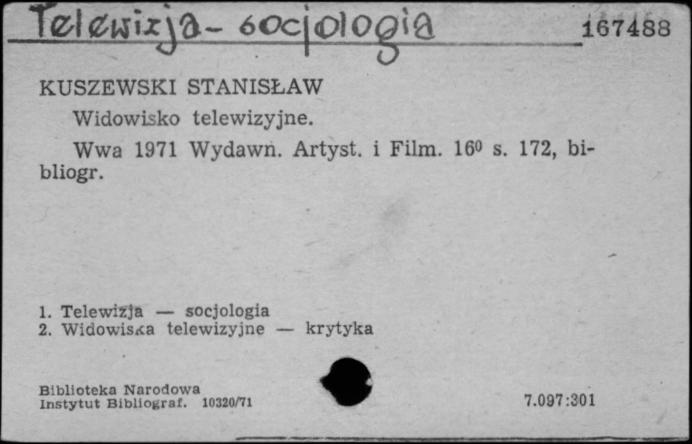 Telewizja - socjologia 167488
KUSZEWSKI STANISŁAW
Widowisko telewizyjne.
Wwa 1971 Wydawn. Artyst. i Film. 16⁰ s. 172, bi-
bliogr.
1. Telewizja — socjologia
2. Widowiska telewizyjne — krytyka
Biblioteka Narodowa
Instytut Bibliograf. 10320/71 7.097:301